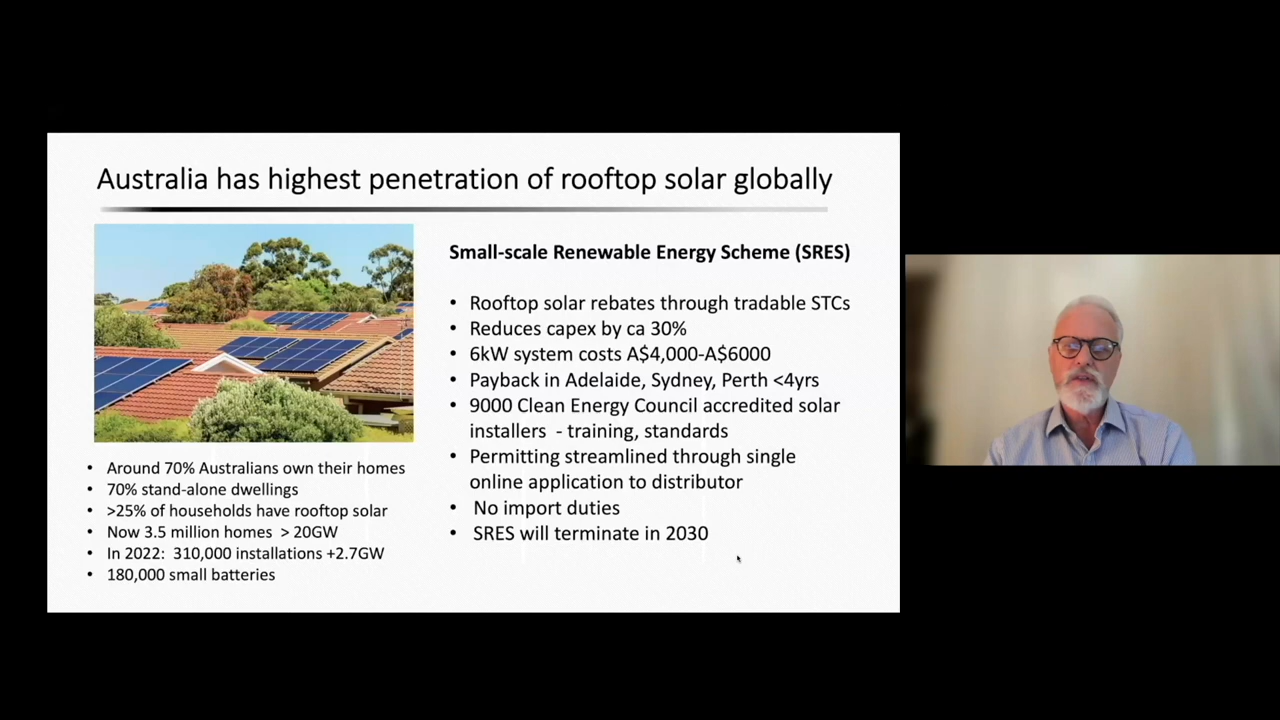 Australia has highest penetration of rooftop solar globally
• Around 70% Australians own their homes
• 70% stand-alone dwellings
• >25% of households have rooftop solar
• Now 3.5 million homes > 20GW
• In 2022: 310,000 installations +2.7GW
• 180,000 small batteries
Small-scale Renewable Energy Scheme (SRES)
• Rooftop solar rebates through tradable STCs
• Reduces capex by ca 30%
• 6kW system costs A$4,000-A$6000
• Payback in Adelaide, Sydney, Perth <4yrs
• 9000 Clean Energy Council accredited solar
installers - training, standards
• Permitting streamlined through single
online application to distributor
• No import duties
• SRES will terminate in 2030